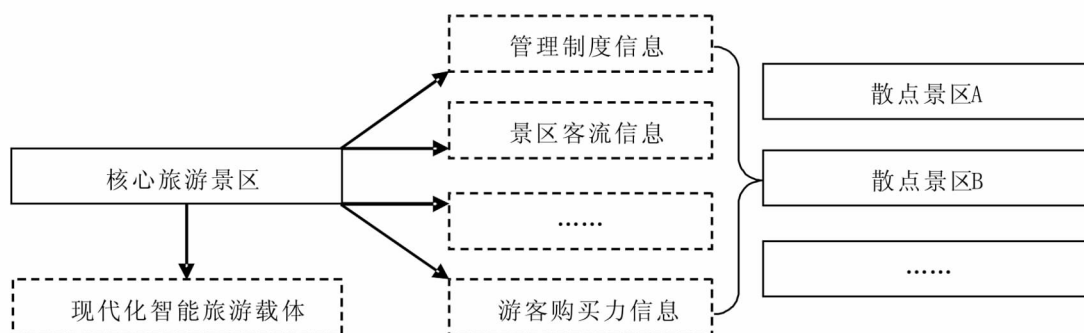 核心旅游景区
现代化智能旅游载体
管理制度信息
景区客流信息
……
游客购买力信息
散点景区A
散点景区B
……